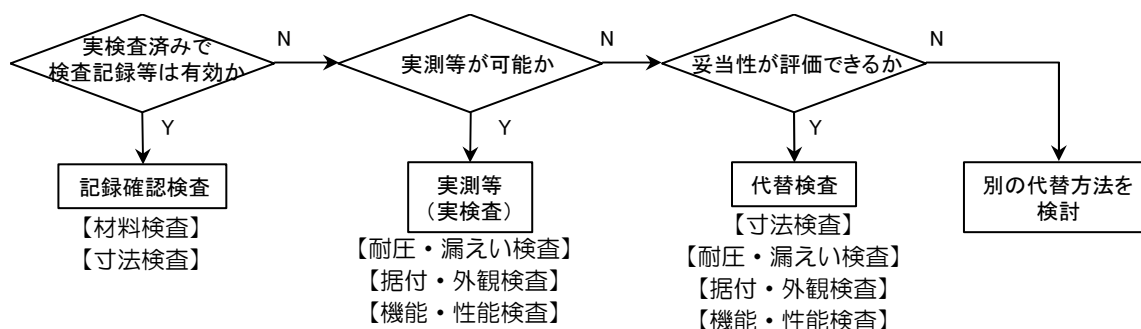 実検査済みで
検査記録等は有効か
N
実測等が可能か
N
妥当性が評価できるか
N
Y
Y
Y
記録確認検査
【材料検査】
【寸法検査】
実測等
（実検査）
【耐圧・漏えい検査】
【据付・外観検査】
【機能・性能検査】
代替検査
【寸法検査】
【耐圧・漏えい検査】
【据付・外観検査】
【機能・性能検査】
別の代替方法を
検討